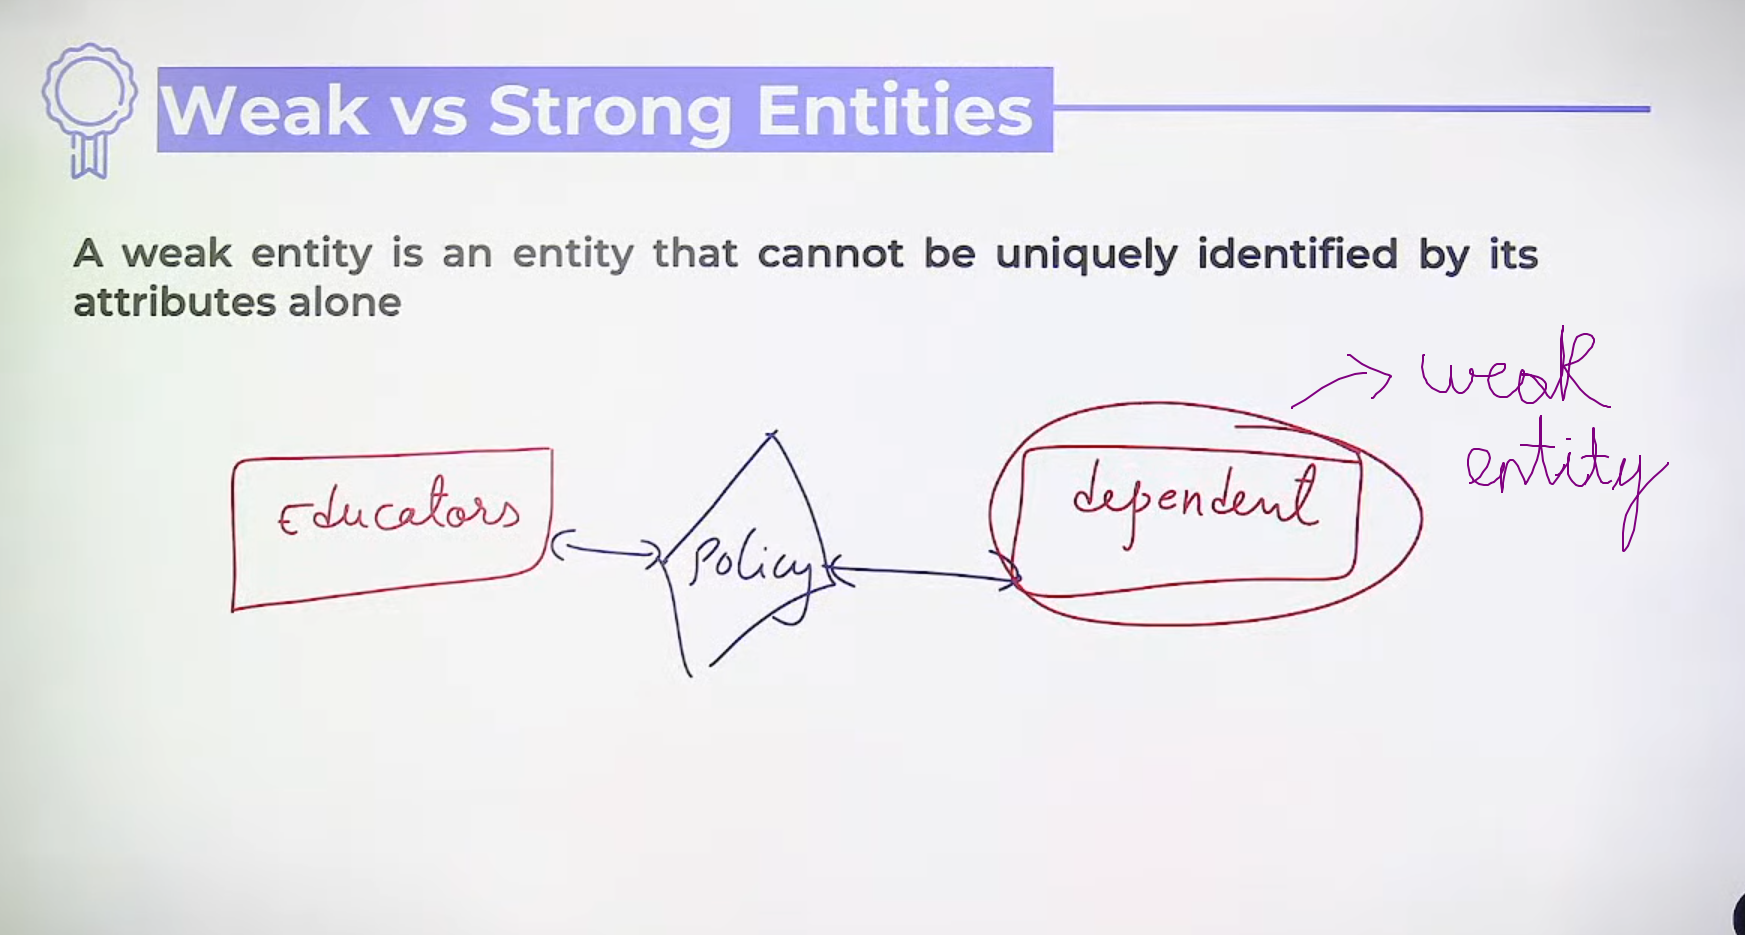 Weak vs Strong Entities
A weak entity is an entity that cannot be uniquely identified by its
attributes alone
weak
entity
Educators
Policy
dependent